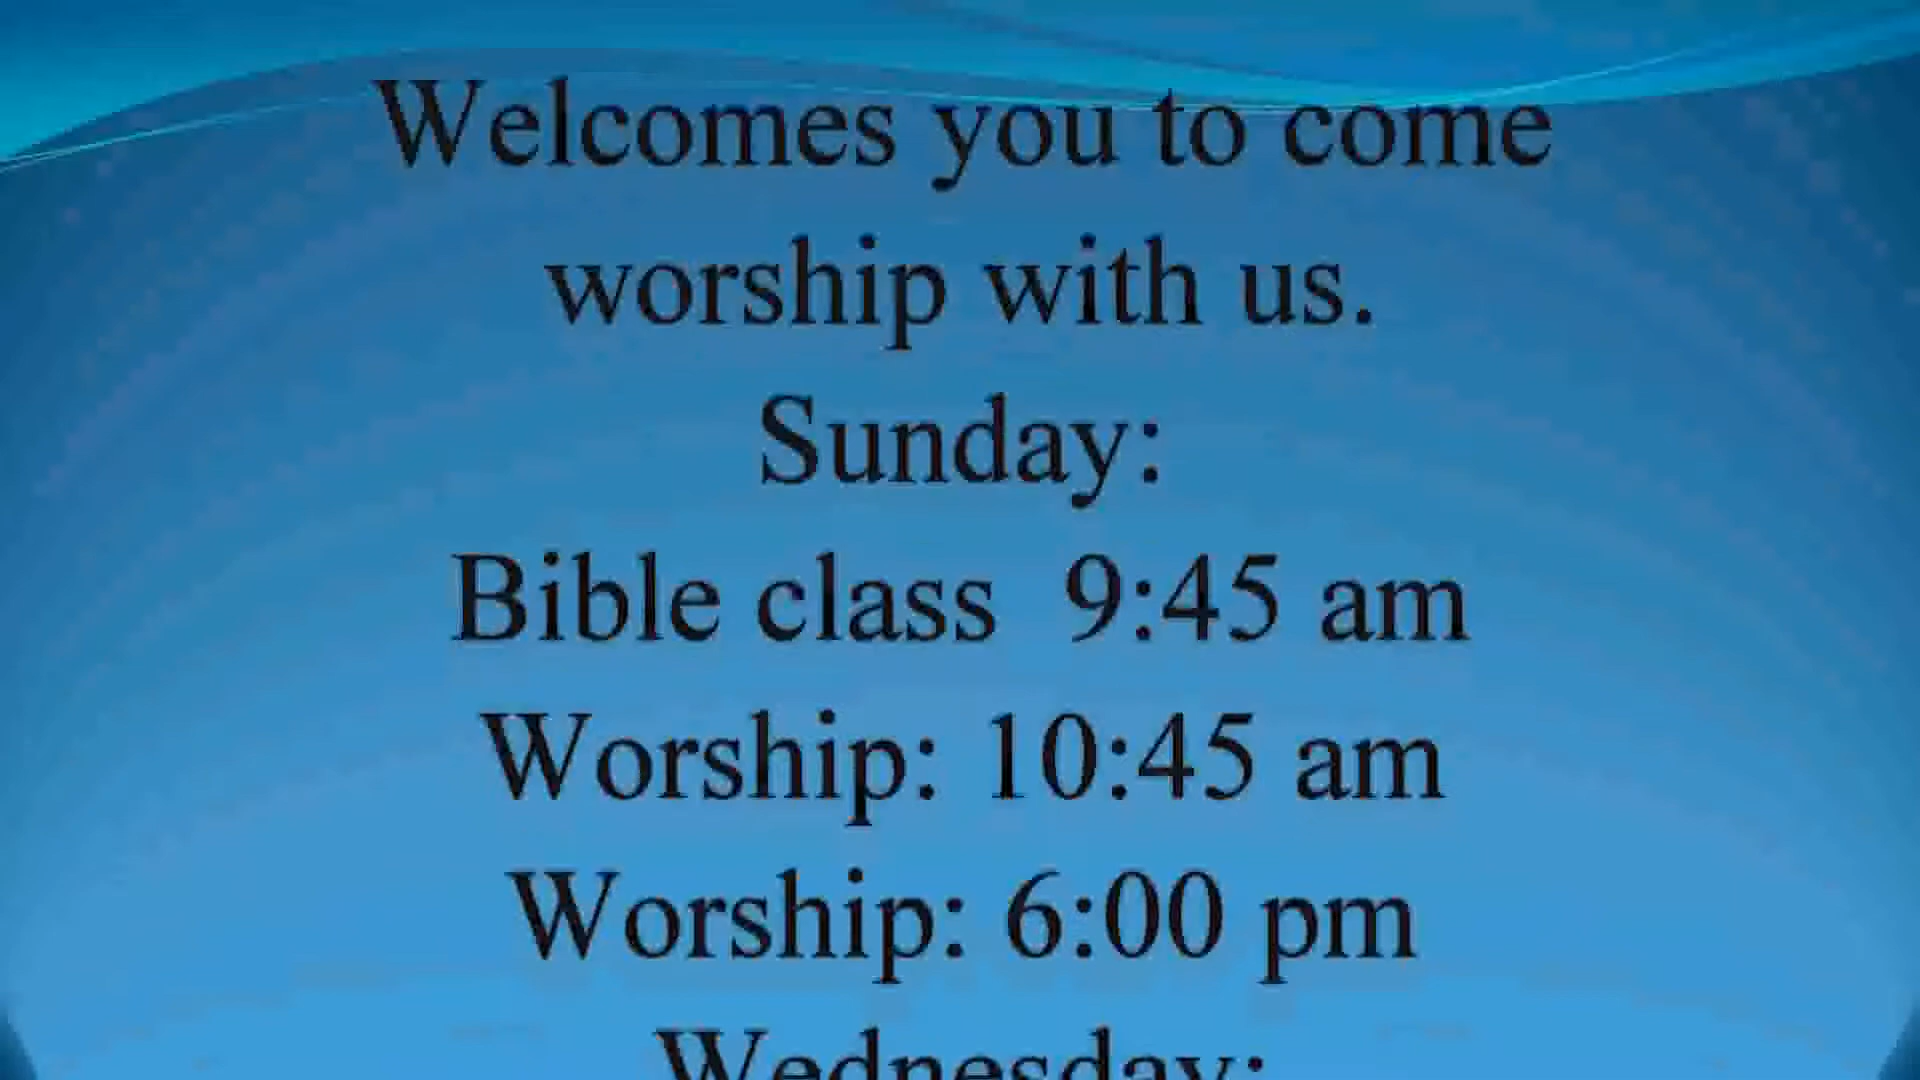 Welcomes you to come
worship with us.
Sunday:
Bible class  9:45 am
Worship: 10:45 am
Worship: 6:00 pm
Wednesday: